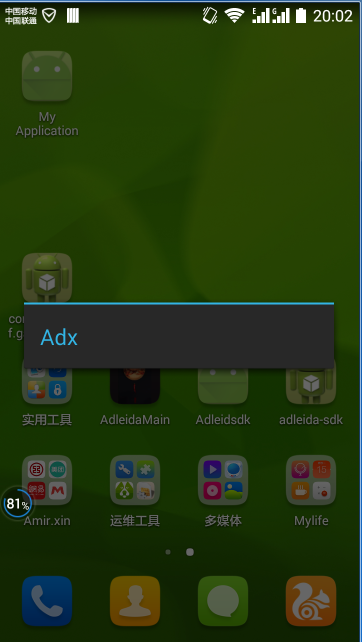 中国移动
中国联通
E
G
20:02
My
Application
Adx
实用工具
AdleidaMain
Adleidsdk
adleida-sdk
81%
Amir.xin
运维工具
多媒体
Mylife